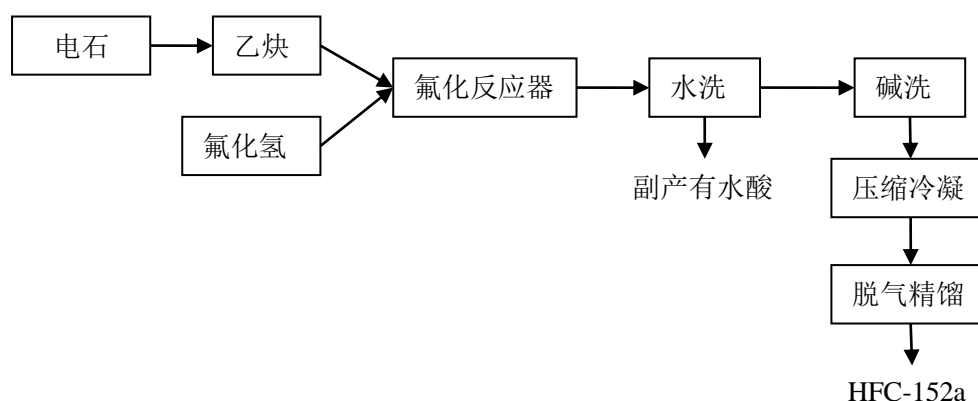 电石
乙炔
氟化氢
氟化反应器
水洗
碱洗
副产有水酸
压缩冷凝
脱气精馏
HFC-152a